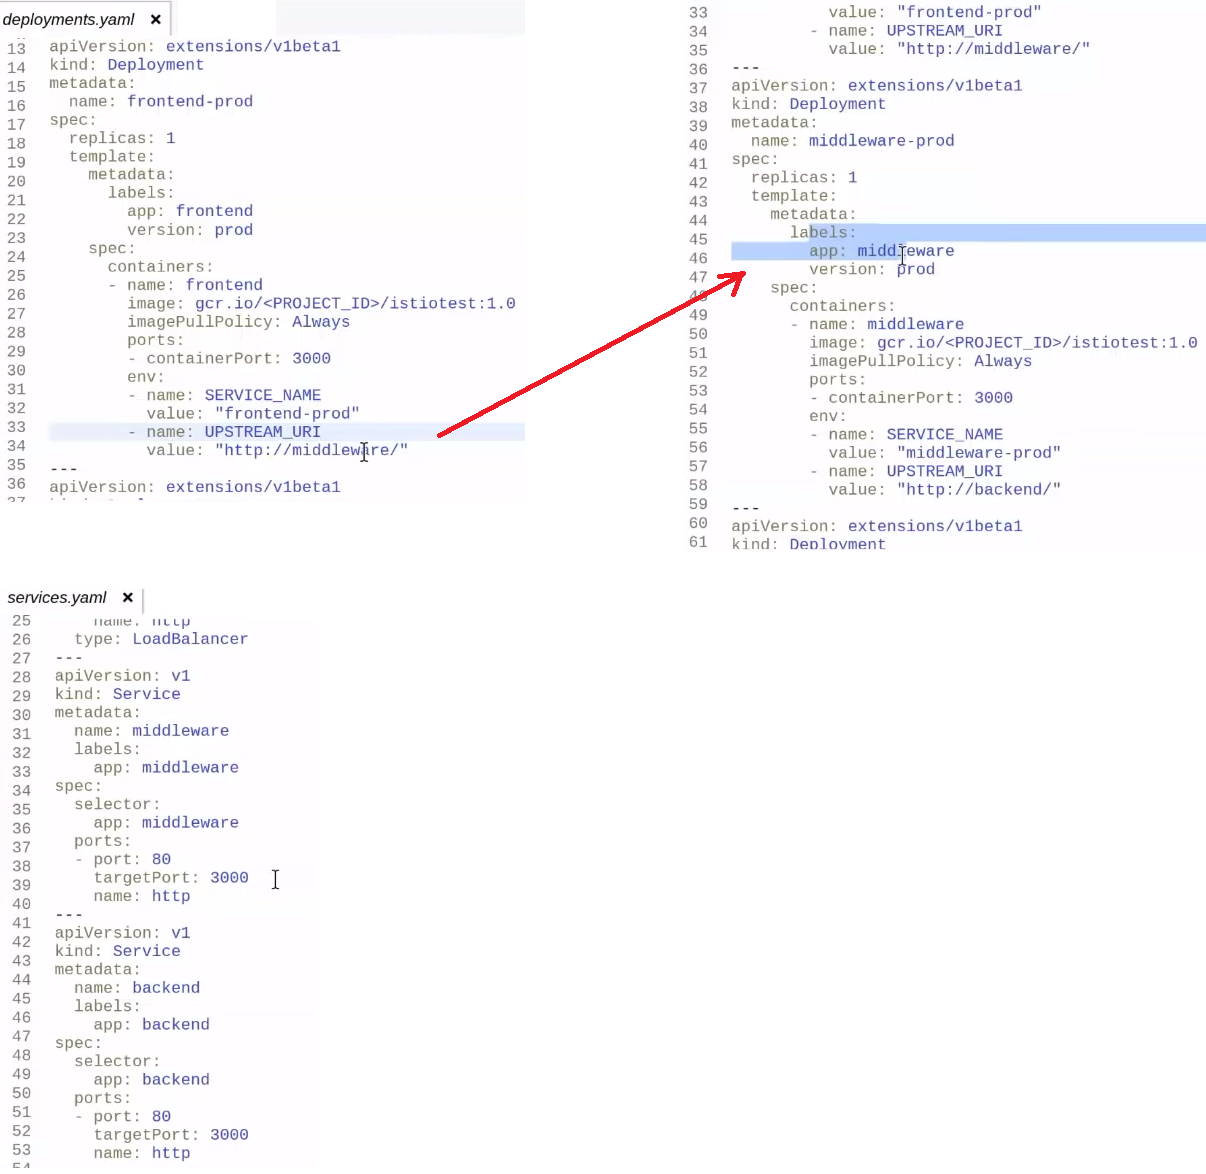 deployments.yaml ×
13 apiVersion: extensions/v1beta1
14 kind: Deployment
15 metadata:
16 name: frontend-prod
17 spec:
18 replicas: 1
19 template:
20 metadata:
21 labels:
22 app: frontend
23 version: prod
24 spec:
25 containers:
26 - name: frontend
27 image: gcr.io/<PROJECT_ID>/istiotest:1.0
28 imagePullPolicy: Always
29 ports:
30 - containerPort: 3000
31 env:
32 - name: SERVICE_NAME
33 value: "frontend-prod"
34 - name: UPSTREAM_URI
35 value: "http://middleware/"
36 ---
apiVersion: extensions/v1beta1
33 value: "frontend-prod"
34 - name: UPSTREAM_URI
35 value: "http://middleware/"
36 ---
37 apiVersion: extensions/v1beta1
38 kind: Deployment
39 metadata:
40 name: middleware-prod
41 spec:
42 replicas: 1
43 template:
44 metadata:
45 labels:
46 app: middleware
47 version: prod
48 spec:
49 containers:
50 - name: middleware
51 image: gcr.io/<PROJECT_ID>/istiotest:1.0
52 imagePullPolicy: Always
53 ports:
54 - containerPort: 3000
55 env:
56 - name: SERVICE_NAME
57 value: "middleware-prod"
58 - name: UPSTREAM_URI
59 value: "http://backend/"
60 ---
61 apiVersion: extensions/v1beta1
kind: Deployment
services.yaml ×
25 name: http
26 type: LoadBalancer
27 ---
28 apiVersion: v1
29 kind: Service
30 metadata:
31 name: middleware
32 labels:
33 app: middleware
34 spec:
35 selector:
36 app: middleware
37 ports:
38 - port: 80
39 targetPort: 3000
40 name: http
41 ---
42 apiVersion: v1
43 kind: Service
44 metadata:
45 name: backend
46 labels:
47 app: backend
48 spec:
49 selector:
50 app: backend
51 ports:
52 - port: 80
53 targetPort: 3000
name: http